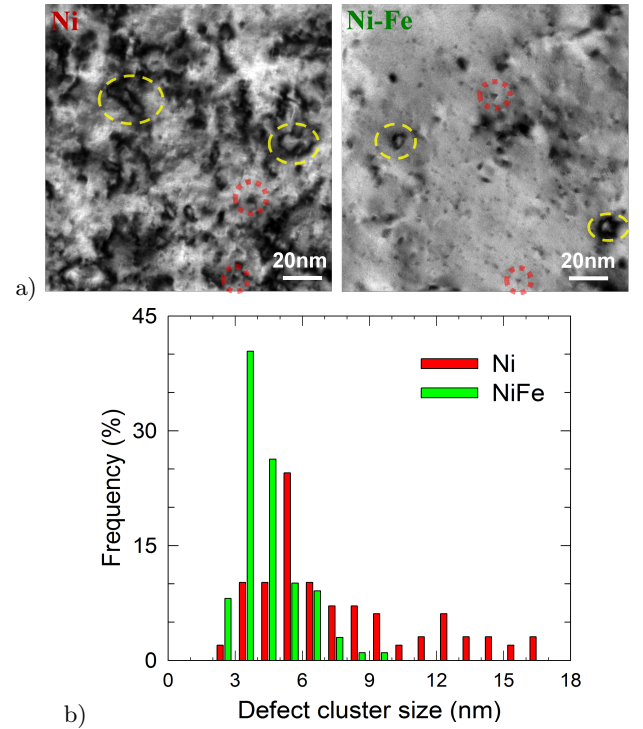 Ni
Ni-Fe
20nm
20nm
a)
45
30
15
0
Frequency (%)
Ni
NiFe
0 3 6 9 12 15 18
Defect cluster size (nm)
b)